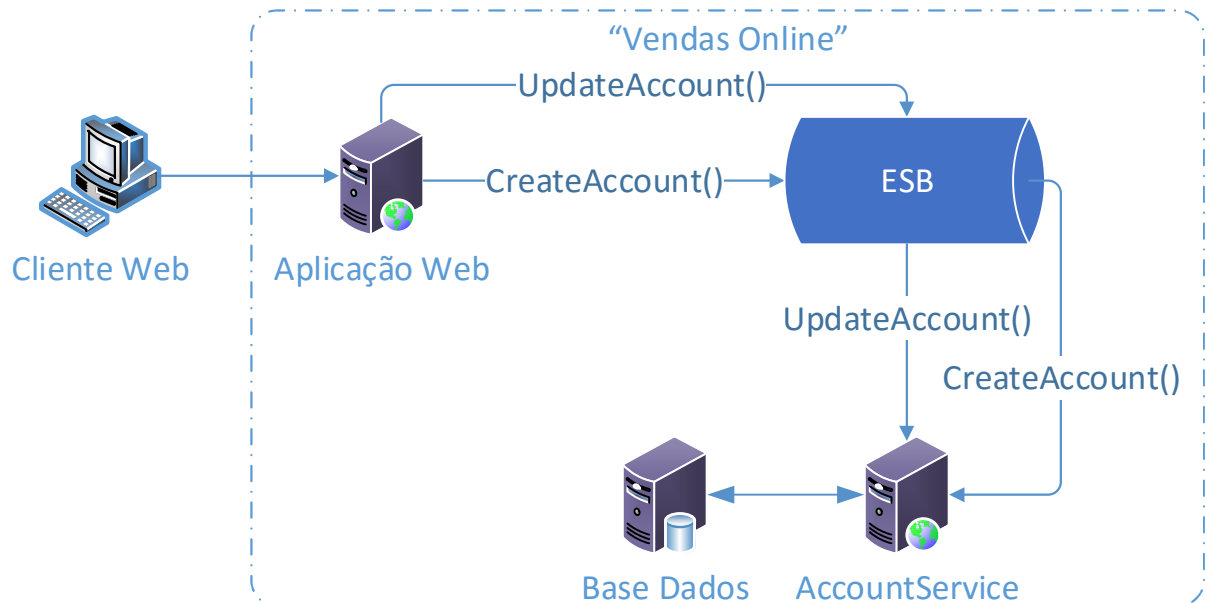 “Vendas Online”
UpdateAccount()
CreateAccount()
ESB
Cliente Web
Aplicação Web
UpdateAccount()
CreateAccount()
Base Dados
AccountService